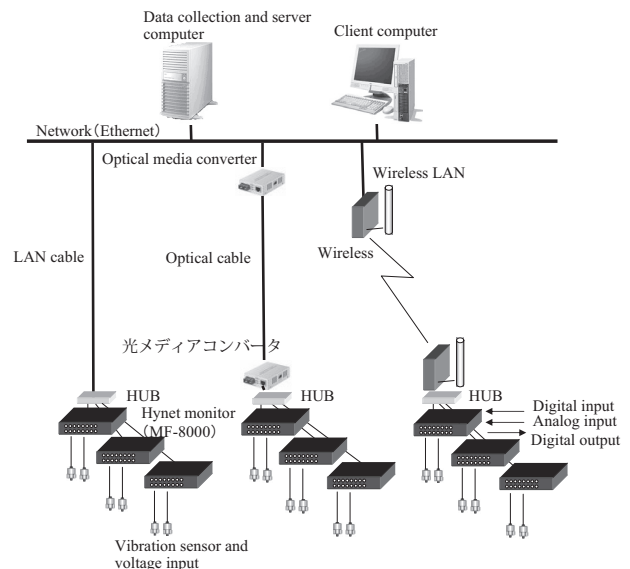 Data collection and server
computer
Client computer
Network(Ethernet)
Optical media converter
Wireless LAN
LAN cable
Optical cable
Wireless
光メディアコンバータ
HUB
Hynet monitor
(MF-8000)
HUB
HUB
Digital input
Analog input
Digital output
Vibration sensor and
voltage input